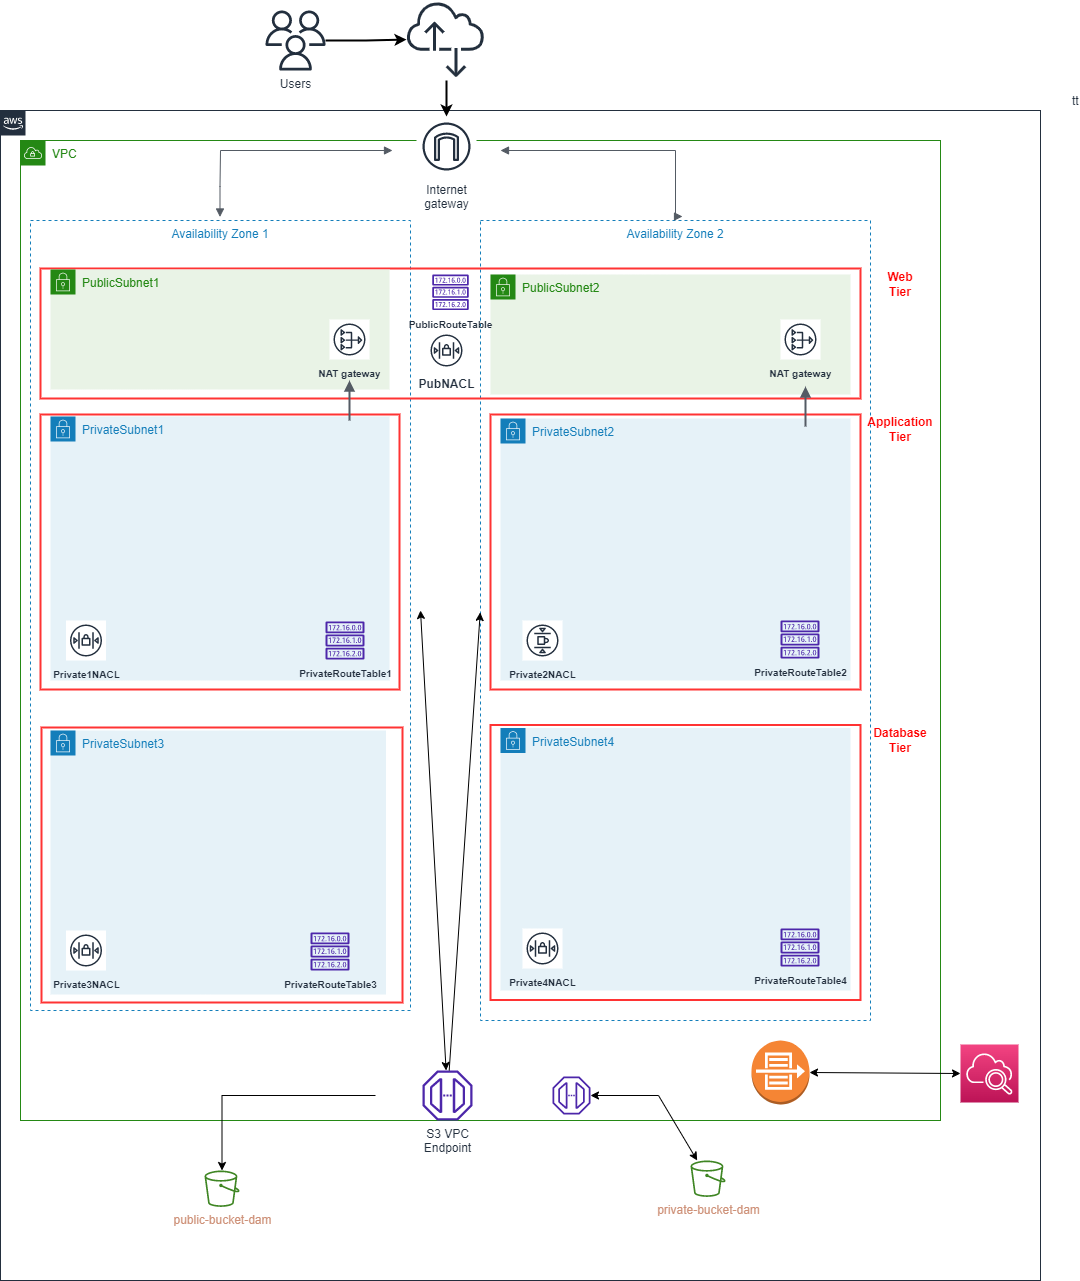 Users
tt
aws
VPC
Internet
gateway
Availability Zone 1
Availability Zone 2
PublicSubnet1
172.16.0.0
172.16.1.0
172.16.2.0
PublicRouteTable
PubNACL
PublicSubnet2
Web
Tier
NAT gateway
NAT gateway
PrivateSubnet1
PrivateSubnet2
Application
Tier
Private1NACL
172.16.0.0
172.16.1.0
172.16.2.0
PrivateRouteTable1
Private2NACL
172.16.0.0
172.16.1.0
172.16.2.0
PrivateRouteTable2
PrivateSubnet3
PrivateSubnet4
Database
Tier
Private3NACL
172.16.0.0
172.16.1.0
172.16.2.0
PrivateRouteTable3
Private4NACL
172.16.0.0
172.16.1.0
172.16.2.0
PrivateRouteTable4
S3 VPC
Endpoint
public-bucket-dam
private-bucket-dam